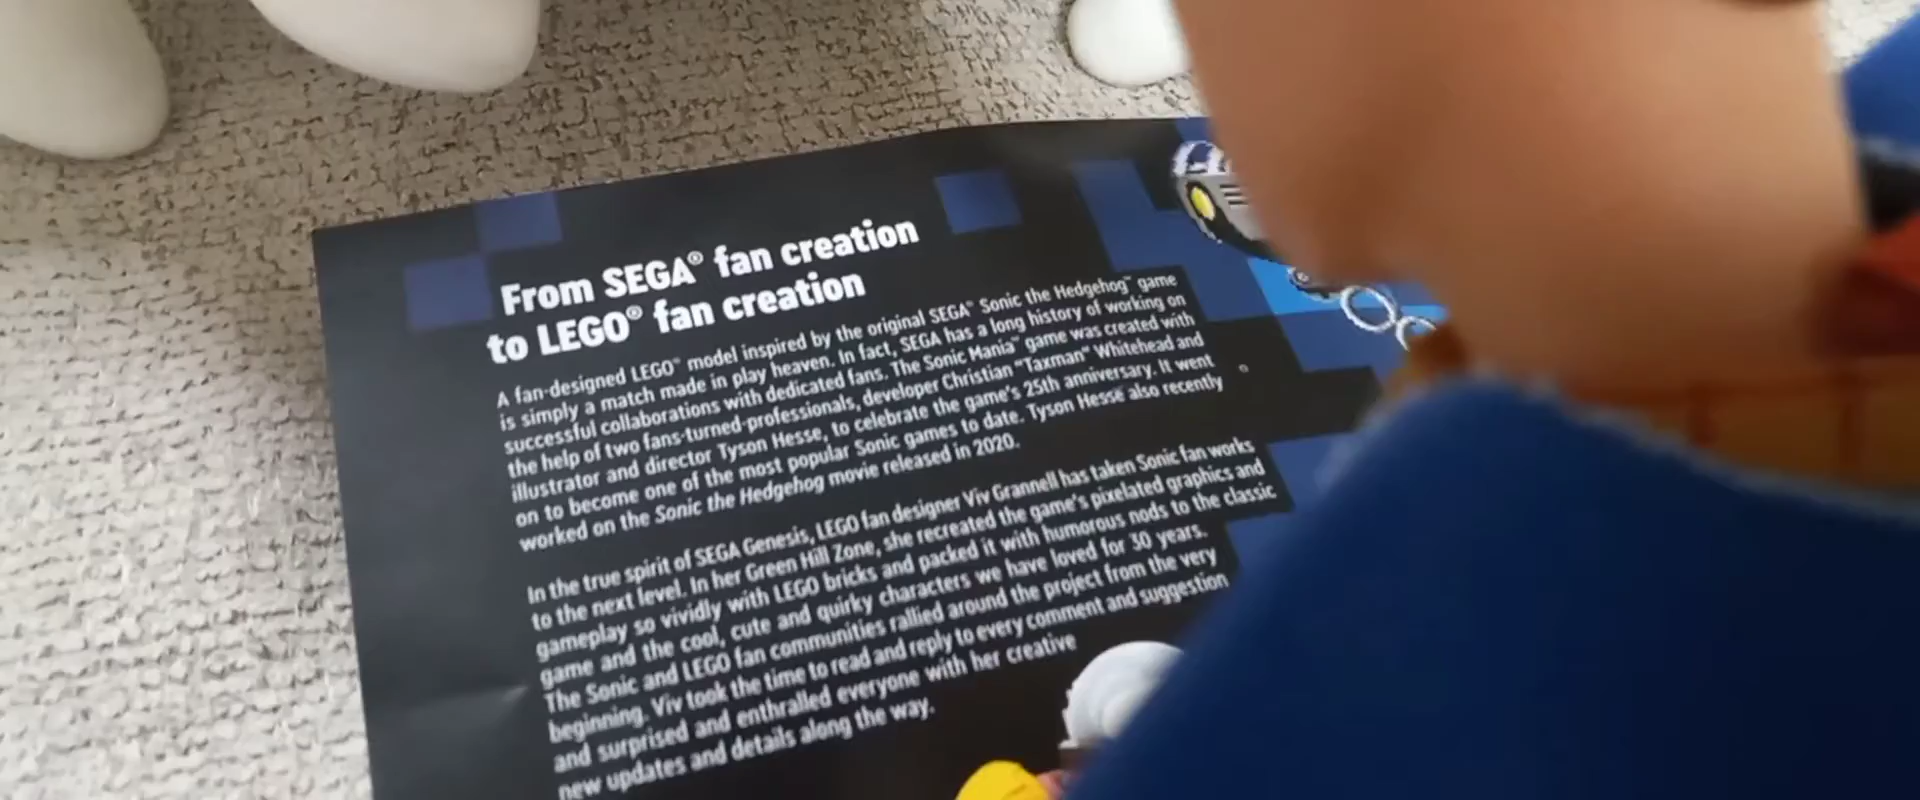 From SEGA® fan creation
to LEGO® fan creation
A fan-designed LEGO™ model inspired by the original SEGA® Sonic the Hedgehog™ game
is simply a match made in play heaven. In fact, SEGA has a long history of working on
successful collaborations with dedicated fans. The Sonic Mania™ game was created with
the help of two fans-turned-professionals, developer Christian "Taxman" Whitehead and
illustrator and director Tyson Hesse, to celebrate the game's 25th anniversary. It went
on to become one of the most popular Sonic games to date. Tyson Hesse also recently
worked on the Sonic the Hedgehog movie released in 2020.
In the true spirit of SEGA Genesis, LEGO fan designer Viv Grannell has taken Sonic fan works
to the next level. In her Green Hill Zone, she recreated the game's pixelated graphics and
gameplay so vividly with LEGO bricks and packed it with humorous nods to the classic
game and the cool, cute and quirky characters we have loved for 30 years.
The Sonic and LEGO fan communities rallied around the project from the very
beginning. Viv took the time to read and reply to every comment and suggestion
and surprised and enthralled everyone with her creative
new updates and details along the way.